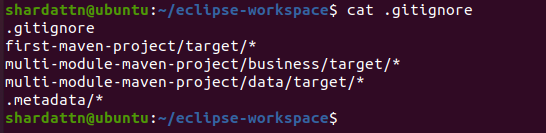 shardattn@ubuntu:~/eclipse-workspace$ cat .gitignore
.gitignore
first-maven-project/target/*
multi-module-maven-project/business/target/*
multi-module-maven-project/data/target/*
.metadata/*
shardattn@ubuntu:~/eclipse-workspace$